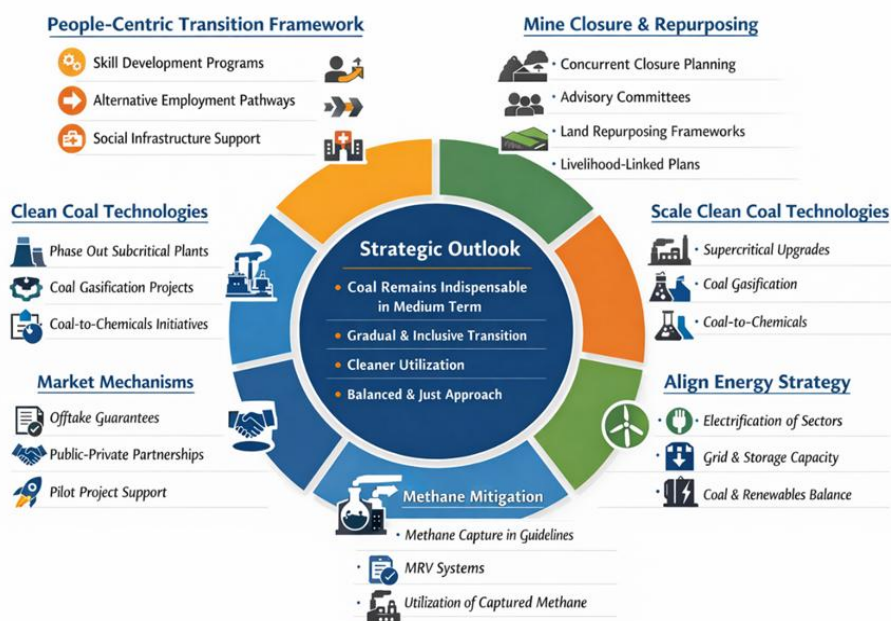 People-Centric Transition Framework
Skill Development Programs
Alternative Employment Pathways
Social Infrastructure Support
Mine Closure & Repurposing
• Concurrent Closure Planning
• Advisory Committees
• Land Repurposing Frameworks
• Livelihood-Linked Plans
Clean Coal Technologies
Phase Out Subcritical Plants
Coal Gasification Projects
Coal-to-Chemicals Initiatives
Strategic Outlook
• Coal Remains Indispensable
in Medium Term
• Gradual & Inclusive Transition
• Cleaner Utilization
• Balanced & Just Approach
Scale Clean Coal Technologies
• Supercritical Upgrades
• Coal Gasification
• Coal-to-Chemicals
Market Mechanisms
Offtake Guarantees
Public-Private Partnerships
Pilot Project Support
Align Energy Strategy
• Electrification of Sectors
• Grid & Storage Capacity
• Coal & Renewables Balance
Methane Mitigation
• Methane Capture in Guidelines
• MRV Systems
• Utilization of Captured Methane